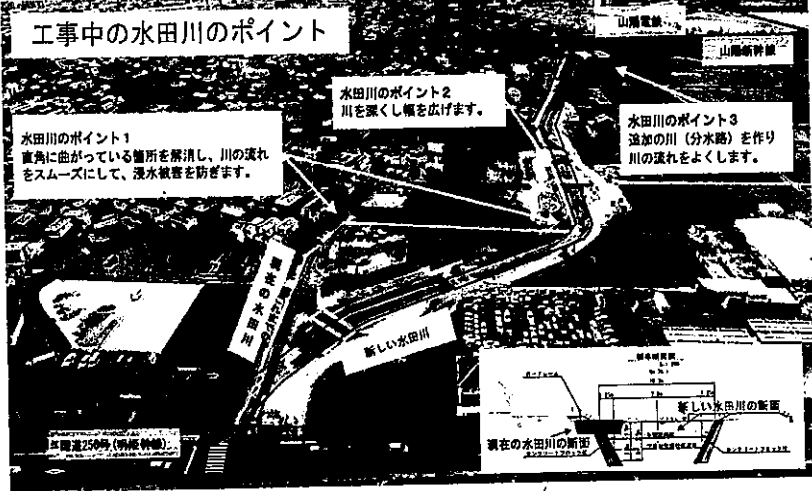 工事中の水田川のポイント
山陽電鉄
山陽新幹線
水田川のポイント2
川を深くし幅を広げます。
水田川のポイント1
直角に曲がっている箇所を解消し、川の流れ
をスムーズにして、浸水被害を防ぎます。
水田川のポイント3
追加の川(分水路)を作り
川の流れをよくします。
現在の水田川
新しい水田川
国道250号(明姫幹線)
新しい水田川の断面
現在の水田川の断面